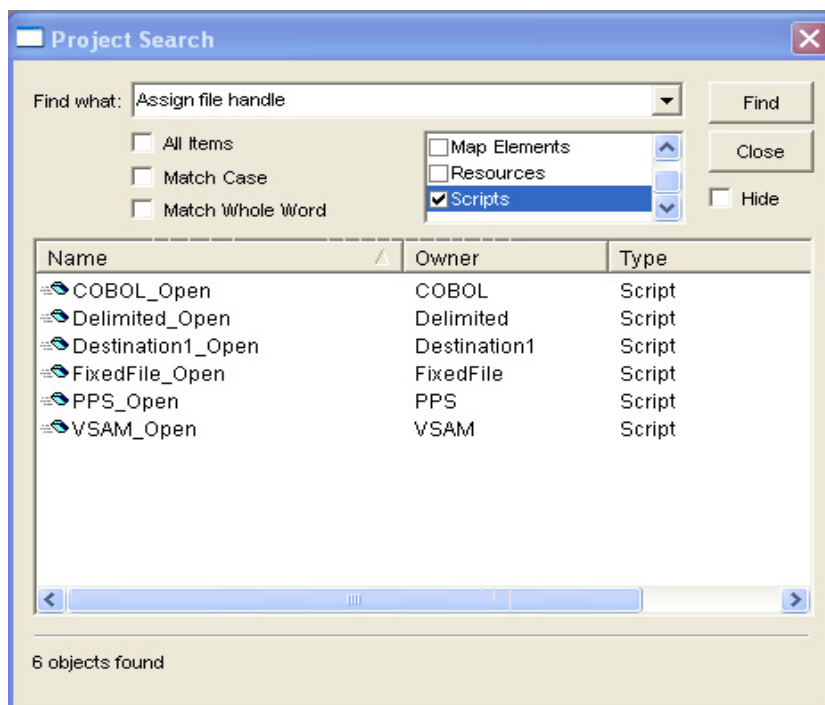 Project Search
Find what: Assign file handle Find
All Items Map Elements Close
Match Case Resources
Match Whole Word Scripts Hide
Name Owner Type
COBOL_Open COBOL Script
Delimited_Open Delimited Script
Destination1_Open Destination1 Script
FixedFile_Open FixedFile Script
PPS_Open PPS Script
VSAM_Open VSAM Script
6 objects found